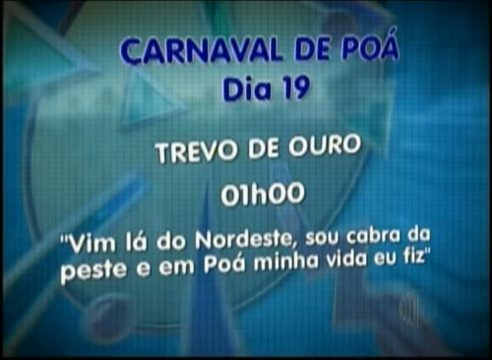 CARNAVAL DE POÁ
Dia 19
TREVO DE OURO
01h00
"Vim lá do Nordeste, sou cabra da
peste e em Poá minha vida eu fiz"